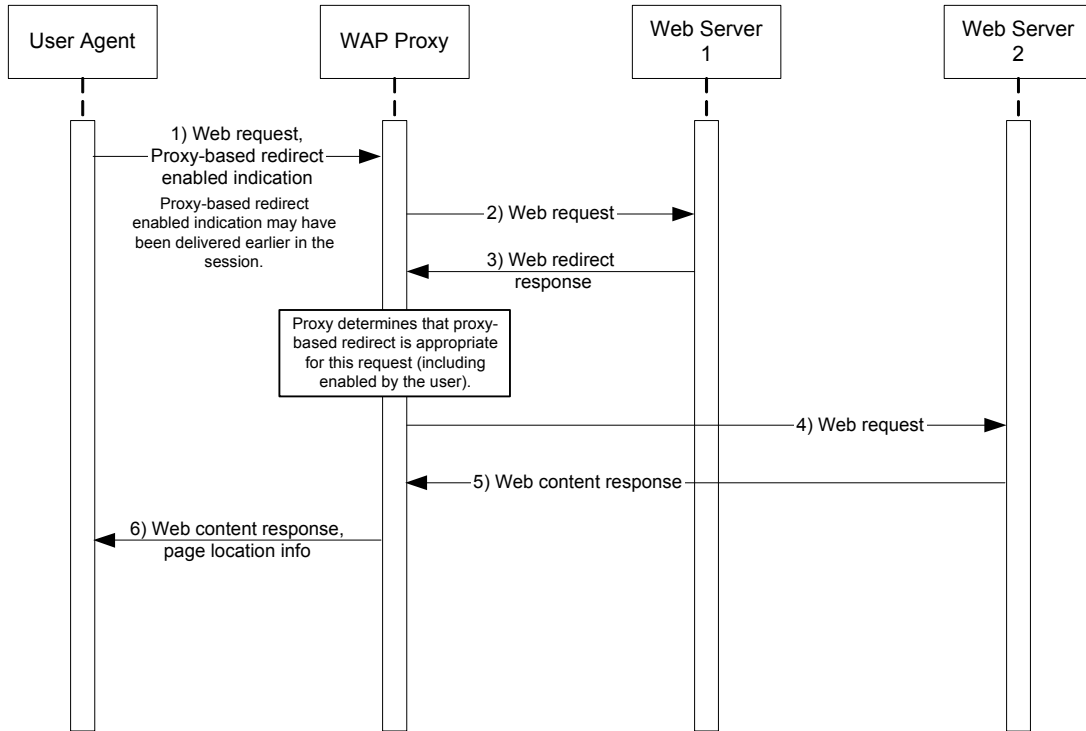 User Agent
WAP Proxy
Web Server
1
Web Server
2
1) Web request,
Proxy-based redirect
enabled indication
Proxy-based redirect
enabled indication may have
been delivered earlier in the
session.
2) Web request
3) Web redirect
response
Proxy determines that proxy-
based redirect is appropriate
for this request (including
enabled by the user).
4) Web request
5) Web content response
6) Web content response,
page location info